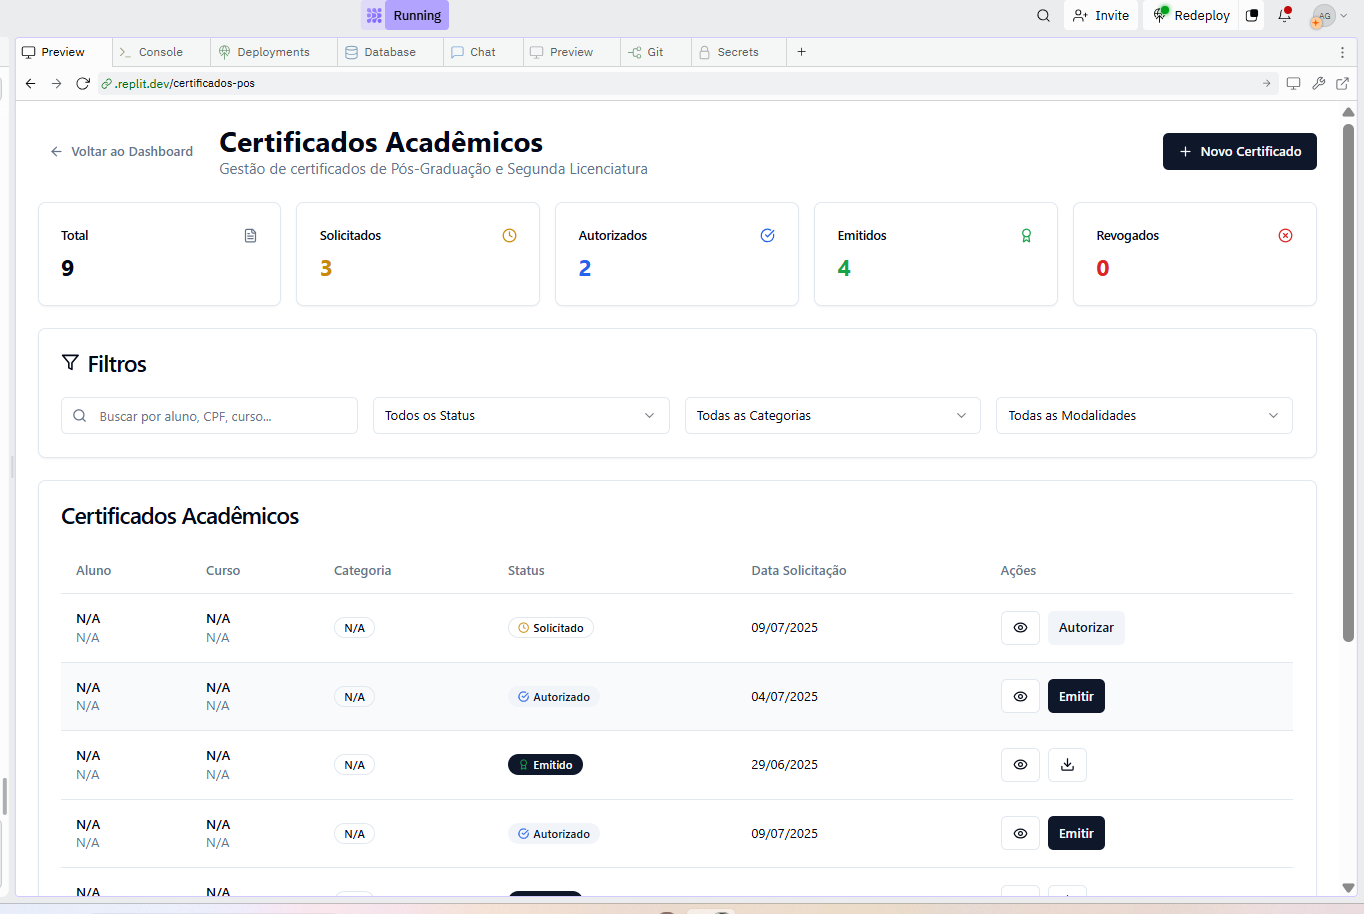 Running
Invite
Redeploy
AG
Preview
Console
Deployments
Database
Chat
Preview
Git
Secrets
.replit.dev/certificados-pos
Voltar ao Dashboard
Certificados Acadêmicos
Gestão de certificados de Pós-Graduação e Segunda Licenciatura
+ Novo Certificado
Total
9
Solicitados
3
Autorizados
2
Emitidos
4
Revogados
0
Filtros
Buscar por aluno, CPF, curso...
Todos os Status
Todas as Categorias
Todas as Modalidades
Certificados Acadêmicos
Aluno Curso Categoria Status Data Solicitação Ações
N/A N/A
N/A N/A N/A Solicitado 09/07/2025 Autorizar
N/A N/A
N/A N/A N/A Autorizado 04/07/2025 Emitir
N/A N/A
N/A N/A N/A Emitido 29/06/2025
N/A N/A
N/A N/A N/A Autorizado 09/07/2025 Emitir
N/A N/A